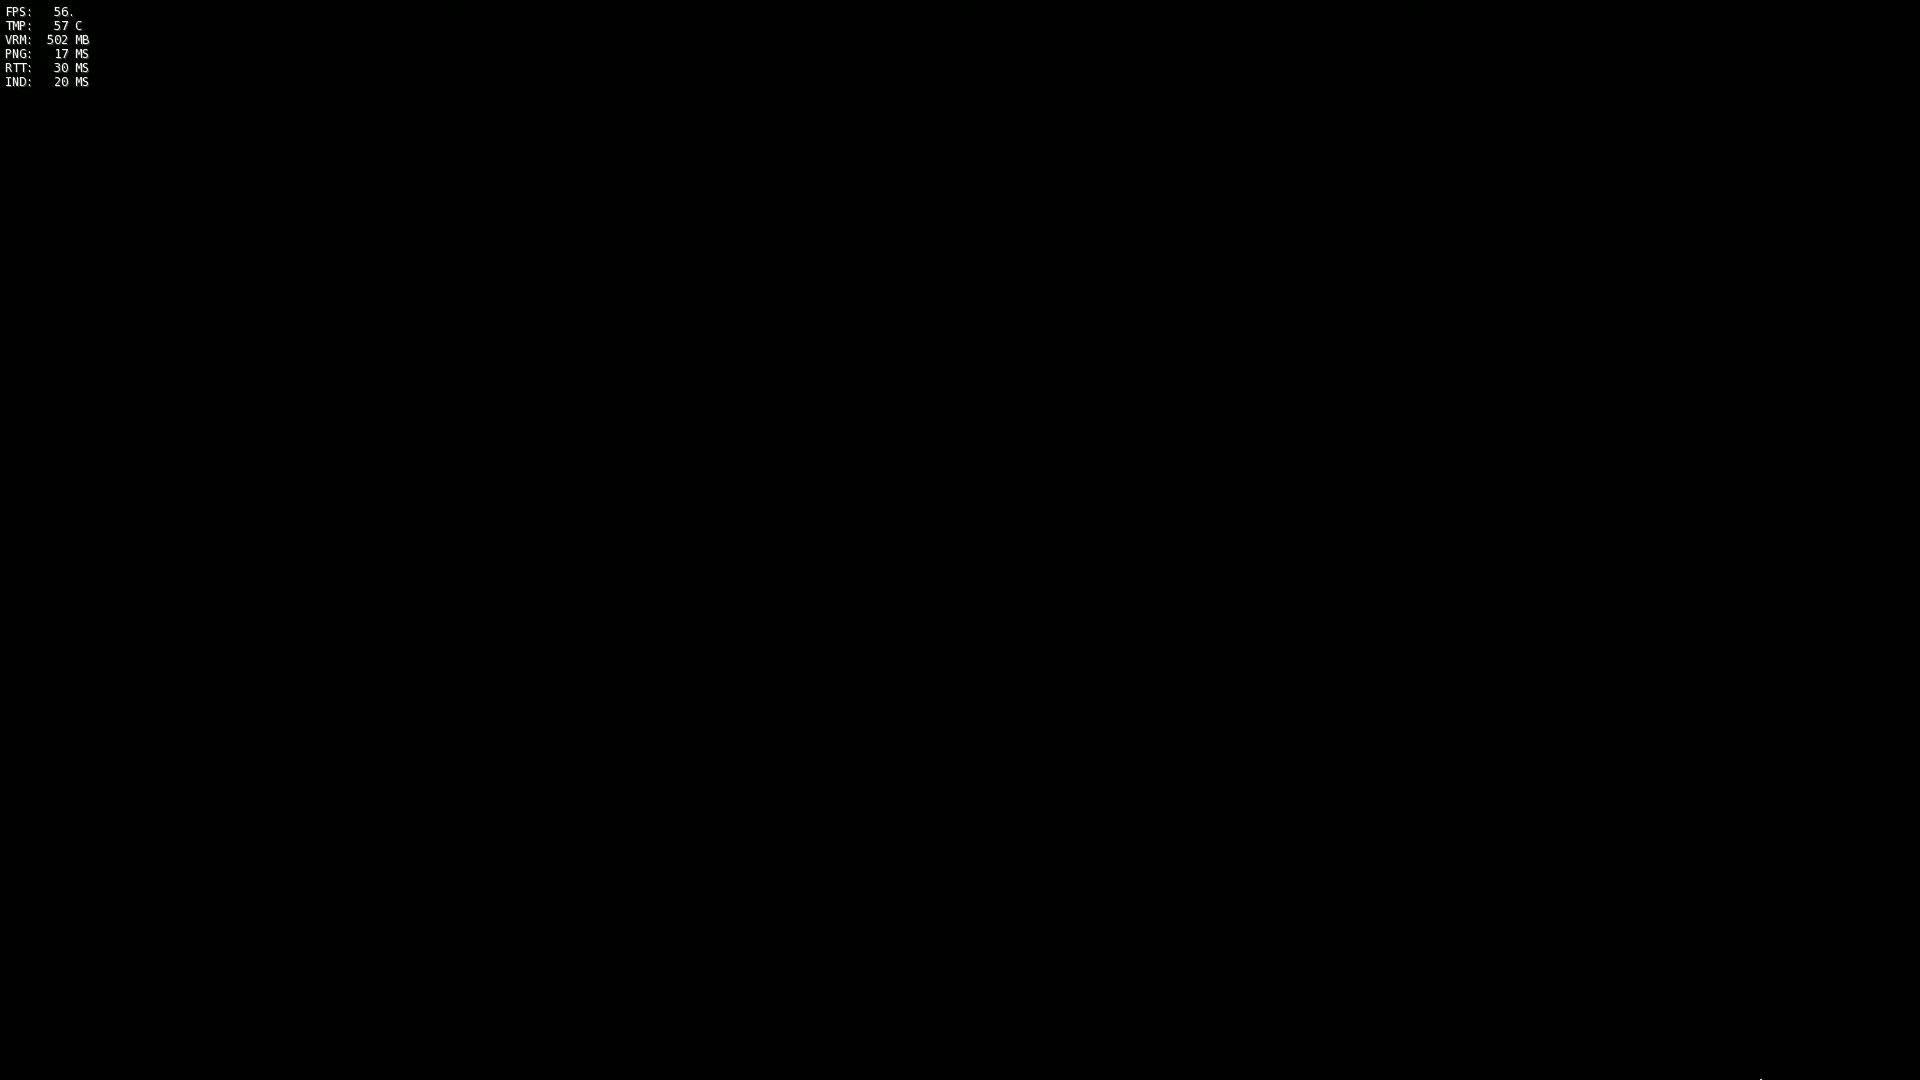 FPS: 56.
TMP: 57 C
VRM: 502 MB
PNG: 17 MS
RTT: 30 MS
IND: 20 MS